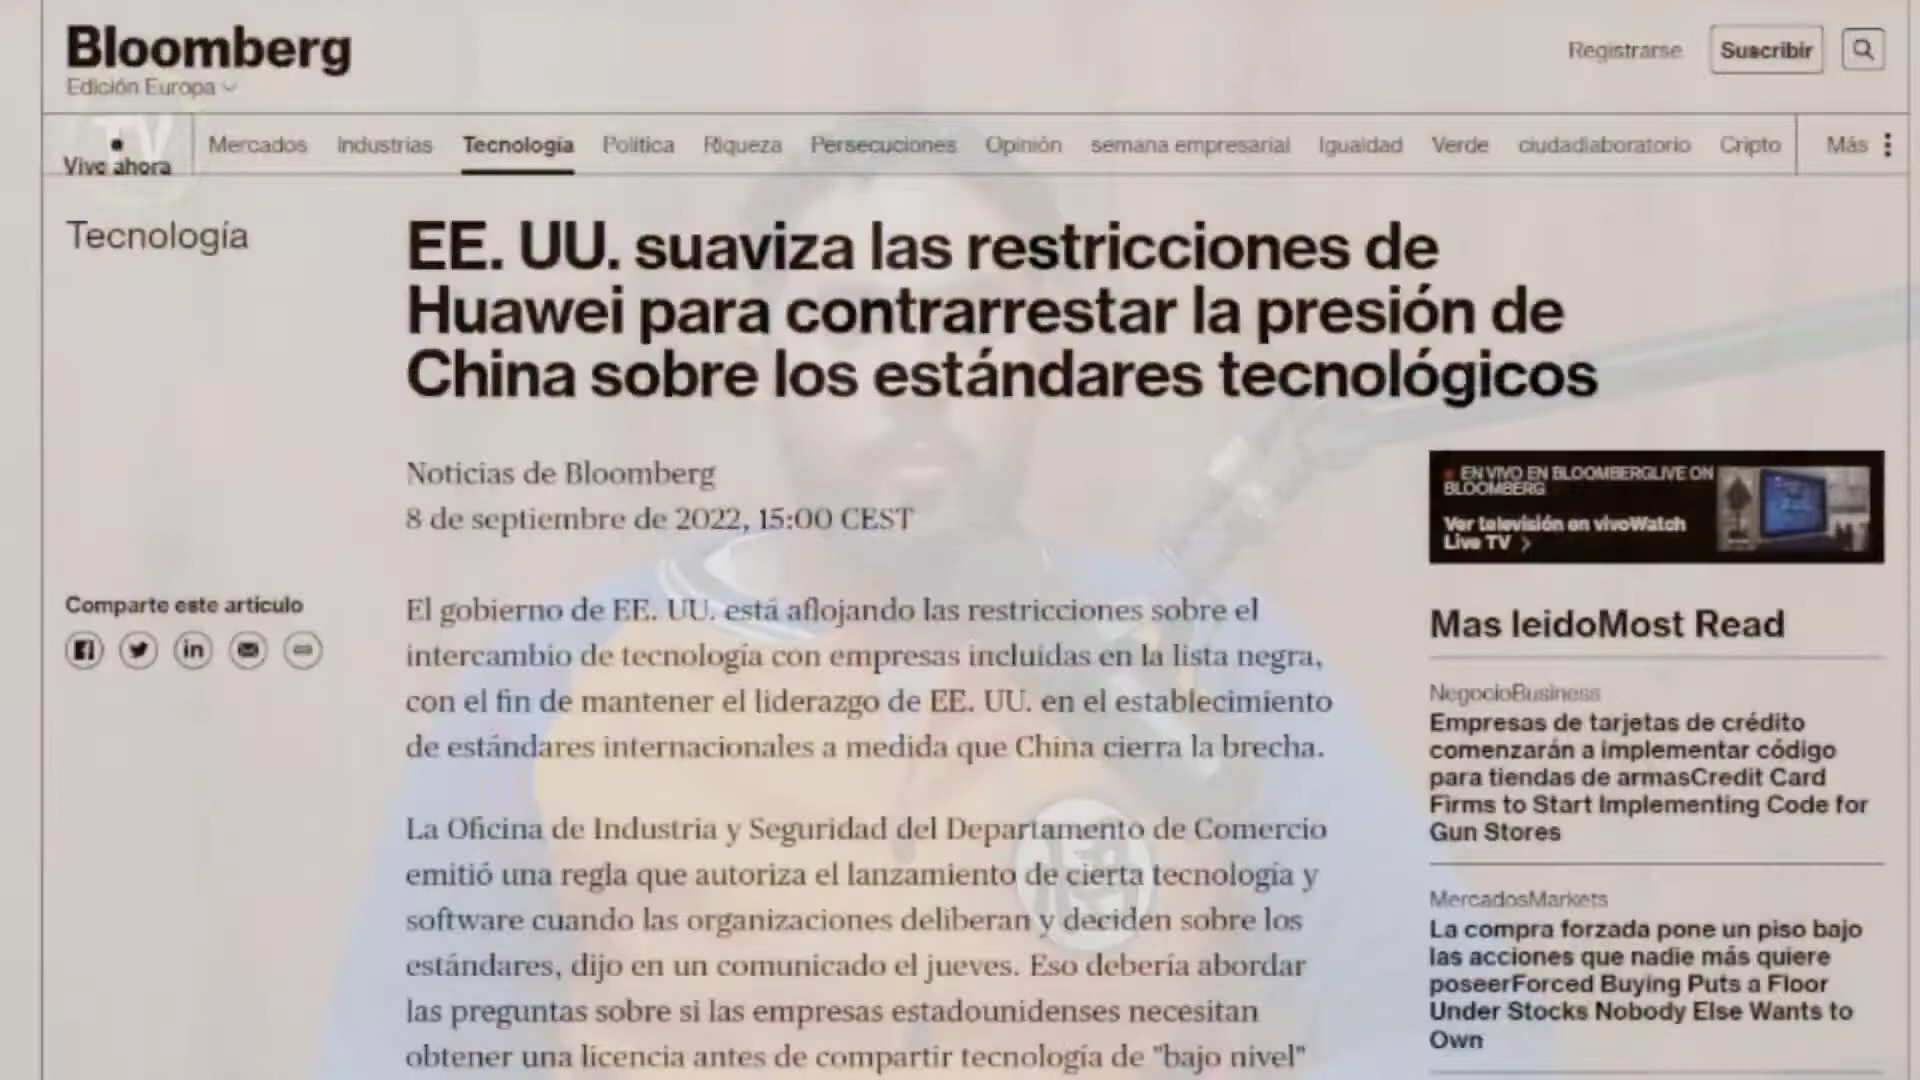 Bloomberg
Edición Europa
Registrarse
Suscribir
TV
Vive ahora
Mercados
Industrias
Tecnología
Política
Riqueza
Persecuciones
Opinión
semana empresarial
Igualdad
Verde
ciudadlaboratorio
Cripto
Más
Tecnología
EE. UU. suaviza las restricciones de
Huawei para contrarrestar la presión de
China sobre los estándares tecnológicos
Noticias de Bloomberg
8 de septiembre de 2022, 15:00 CEST
Comparte este artículo
El gobierno de EE. UU. está aflojando las restricciones sobre el
intercambio de tecnología con empresas incluidas en la lista negra,
con el fin de mantener el liderazgo de EE. UU. en el establecimiento
de estándares internacionales a medida que China cierra la brecha.
La Oficina de Industria y Seguridad del Departamento de Comercio
emitió una regla que autoriza el lanzamiento de cierta tecnología y
software cuando las organizaciones deliberan y deciden sobre los
estándares, dijo en un comunicado el jueves. Eso debería abordar
las preguntas sobre si las empresas estadounidenses necesitan
obtener una licencia antes de compartir tecnología de "bajo nivel"
EN VIVO EN BLOOMBERGLIVE ON
BLOOMBERG
Ver televisión en vivoWatch
Live TV >
Mas leidoMost Read
NegocioBusiness
Empresas de tarjetas de crédito
comenzarán a implementar código
para tiendas de armasCredit Card
Firms to Start Implementing Code for
Gun Stores
MercadosMarkets
La compra forzada pone un piso bajo
las acciones que nadie más quiere
poseerForced Buying Puts a Floor
Under Stocks Nobody Else Wants to
Own